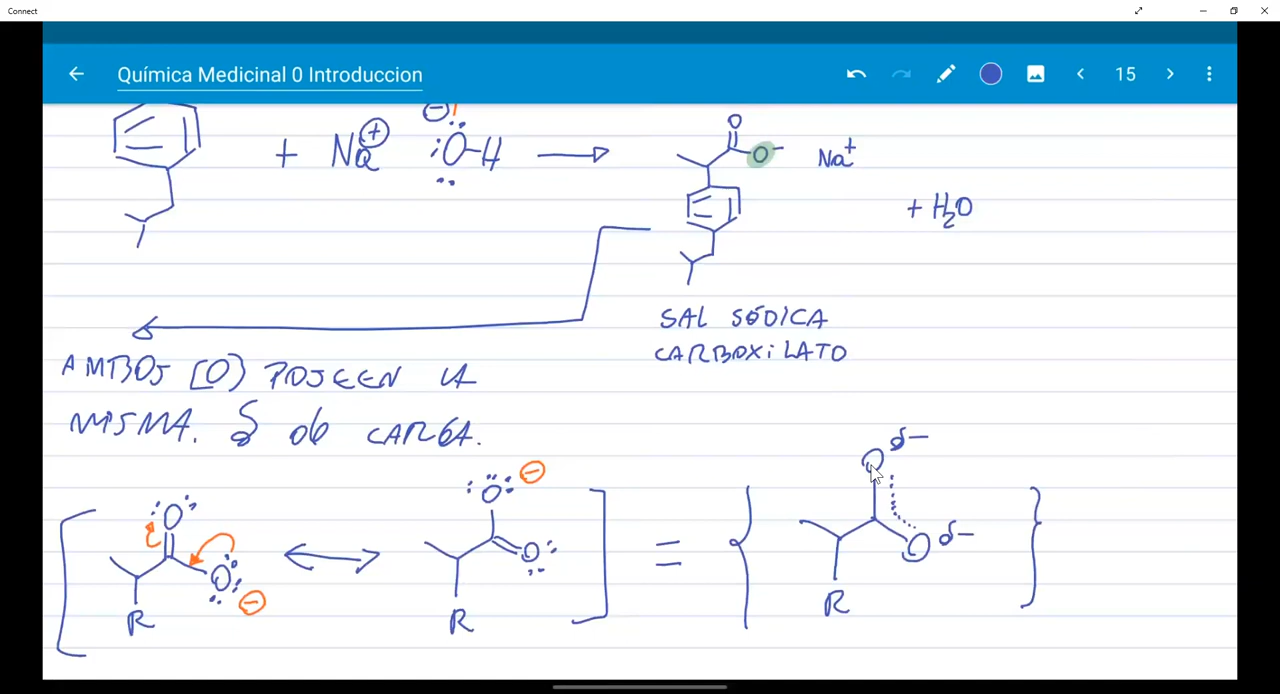 Connect
Química Medicinal 0 Introduccion
15
⊖
+ Na⊕ :Ö-H → O O⁻ Na⁺
+ H₂O
SAL SÓDICA
CARBOXiLATO
AMBOS [O] POSEEN LA
MISMA. δ de CARGA.
O δ-
:O: ⊖
:O: O: ⊖ ↔ O: = O δ-
R R R